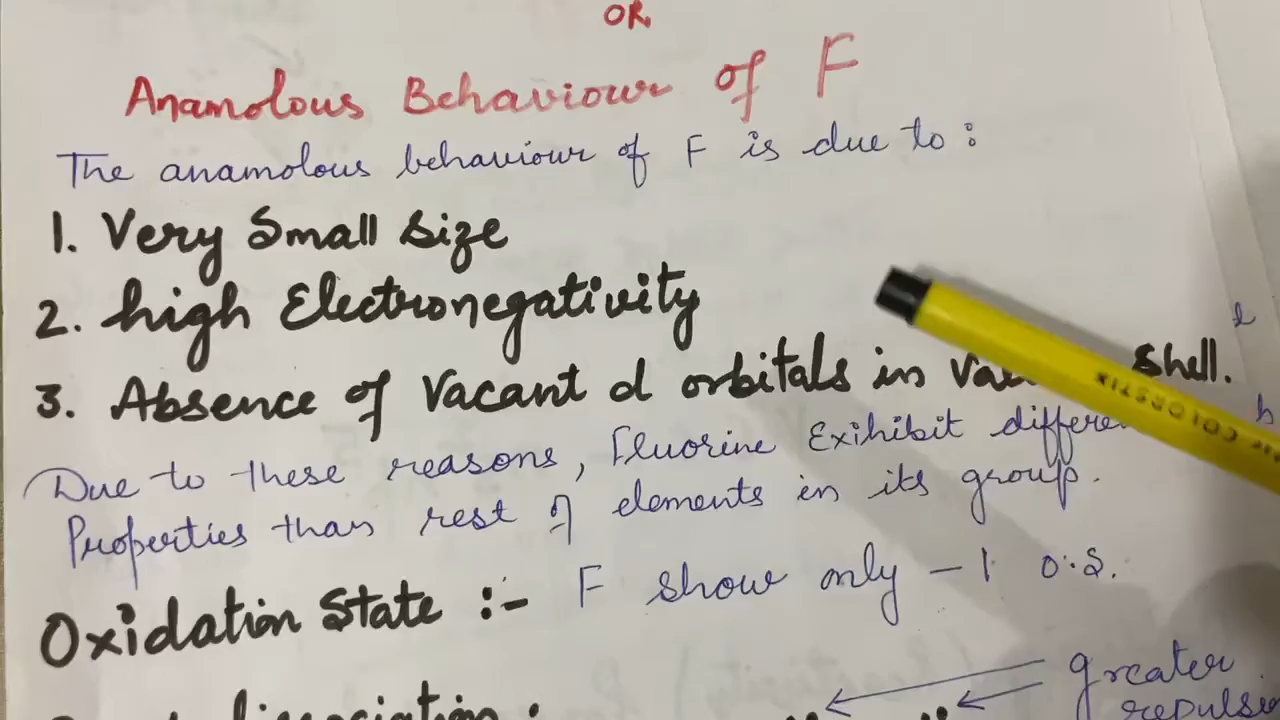 OR
Anamolous Behaviour of F
The anamolous behaviour of F is due to :
1. Very Small Size
2. high Electronegativity
3. Absence of Vacant d orbitals in Shell.
Due to these reasons, Fluorine Exihibit
Properties than rest of elements in its group.
Oxidation State :- F show only -1 o.s.
greater
COLORSTIX